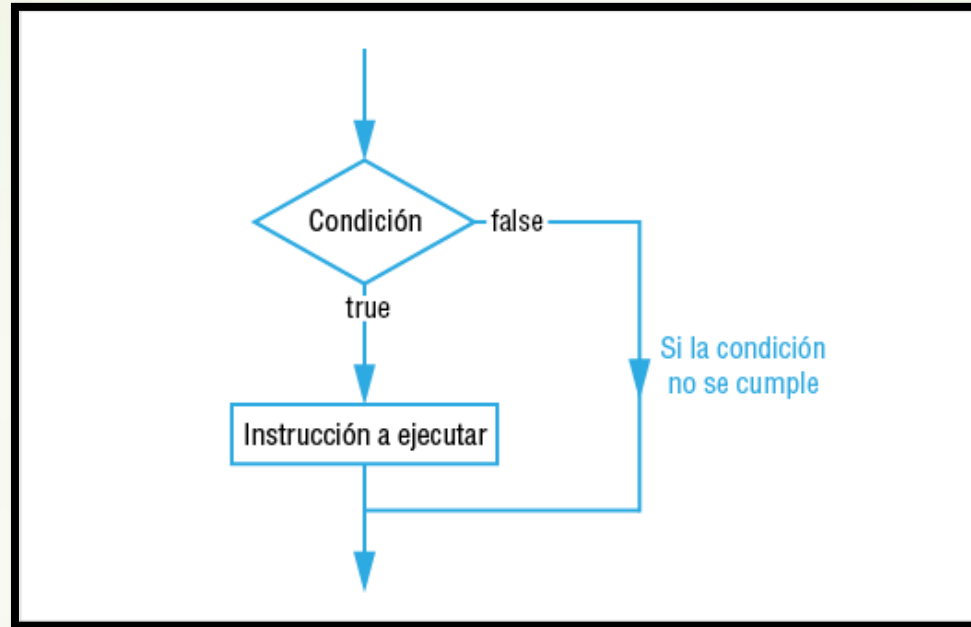 Condición
false
true
Si la condición
no se cumple
Instrucción a ejecutar